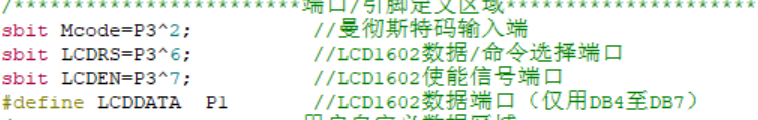 /************************端口/引脚定义区域*********************
sbit Mcode=P3^2; //曼彻斯特码输入端
sbit LCDRS=P3^6; //LCD1602数据/命令选择端口
sbit LCDEN=P3^7; //LCD1602使能信号端口
#define LCDDATA P1 //LCD1602数据端口（仅用DB4至DB7）